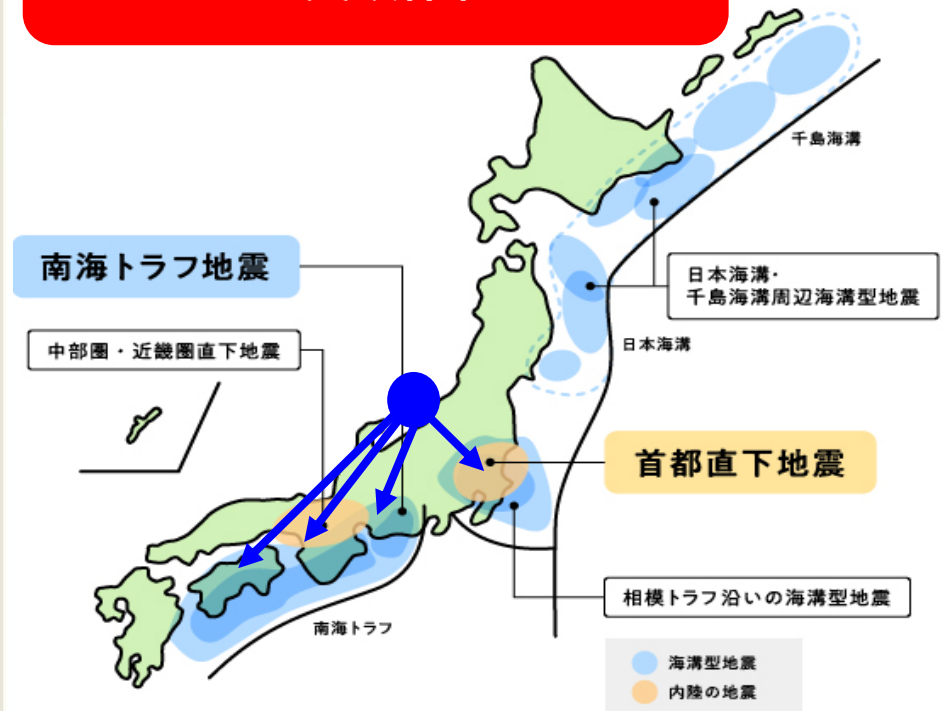 千島海溝
南海トラフ地震
日本海溝・
千島海溝周辺海溝型地震
中部圏・近畿圏直下地震
日本海溝
首都直下地震
相模トラフ沿いの海溝型地震
南海トラフ
海溝型地震
内陸の地震